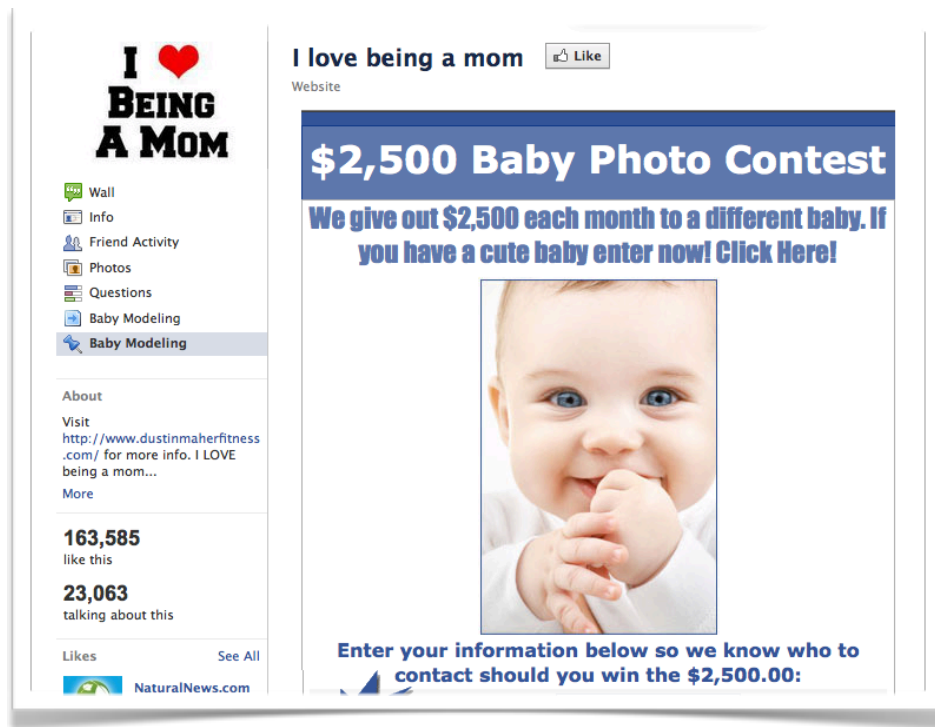 I
BEING
A MOM
Wall
Info
Friend Activity
Photos
Questions
Baby Modeling
Baby Modeling
About
Visit
http://www.dustinmaherfitness
.com/ for more info. I LOVE
being a mom...
More
163,585
like this
23,063
talking about this
Likes See All
NaturalNews.com
I love being a mom Like
Website
$2,500 Baby Photo Contest
We give out $2,500 each month to a different baby. If
you have a cute baby enter now! Click Here!
Enter your information below so we know who to
contact should you win the $2,500.00: